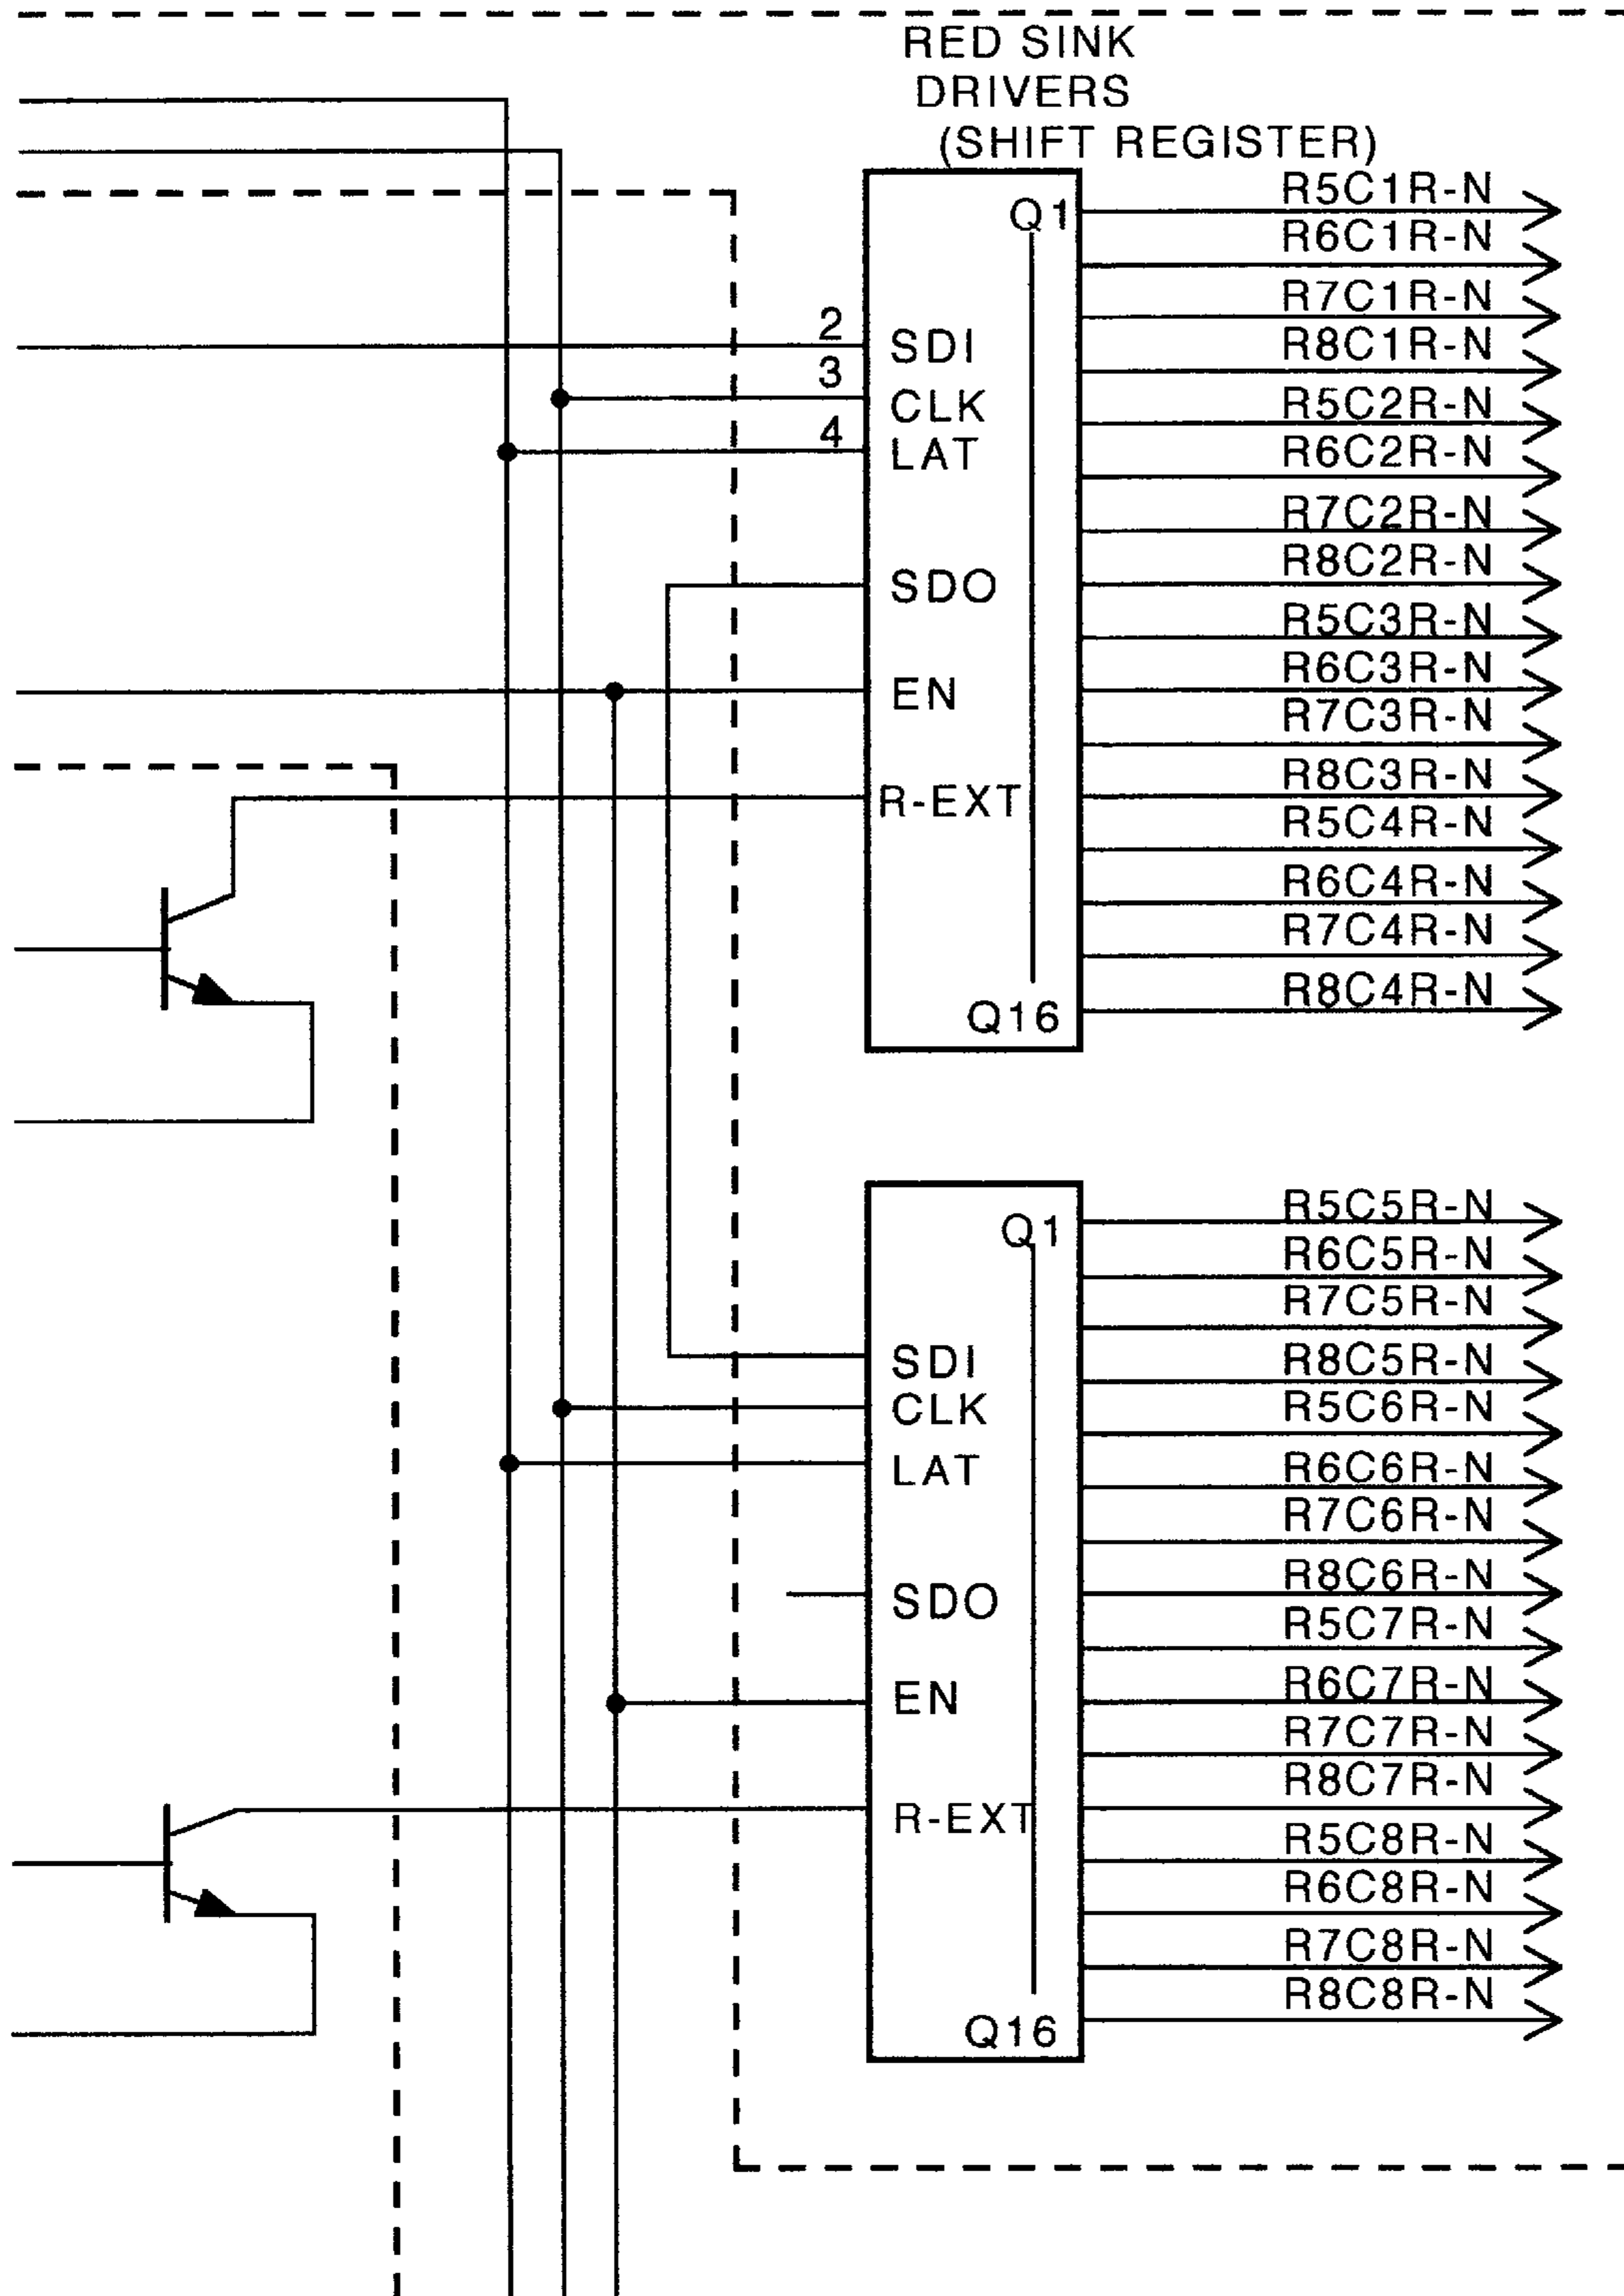 RED SINK
DRIVERS
(SHIFT REGISTER)
Q1
R5C1R-N
R6C1R-N
R7C1R-N
2
SDI
R8C1R-N
3
CLK
R5C2R-N
4
LAT
R6C2R-N
R7C2R-N
SDO
R8C2R-N
R5C3R-N
EN
R6C3R-N
R7C3R-N
R-EXT
R8C3R-N
R5C4R-N
R6C4R-N
R7C4R-N
R8C4R-N
Q16
Q1
R5C5R-N
R6C5R-N
R7C5R-N
SDI
R8C5R-N
CLK
R5C6R-N
LAT
R6C6R-N
R7C6R-N
SDO
R8C6R-N
R5C7R-N
EN
R6C7R-N
R7C7R-N
R8C7R-N
R-EXT
R5C8R-N
R6C8R-N
R7C8R-N
R8C8R-N
Q16